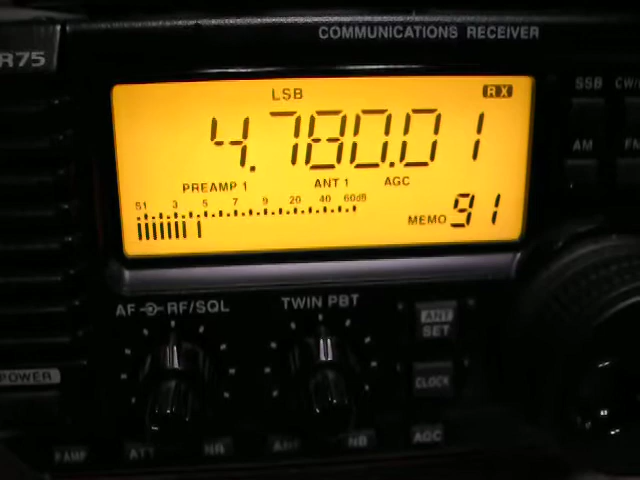 COMMUNICATIONS RECEIVER
R75
LSB RX
4.780.01
PREAMP 1 ANT 1 AGC
S1 3 5 7 9 20 40 60dB
MEMO 91
SSB CW
AM FM
AF RF/SQL TWIN PBT
ANT
SET
POWER
CLOCK
P.AMP ATT NR ANF NB AGC